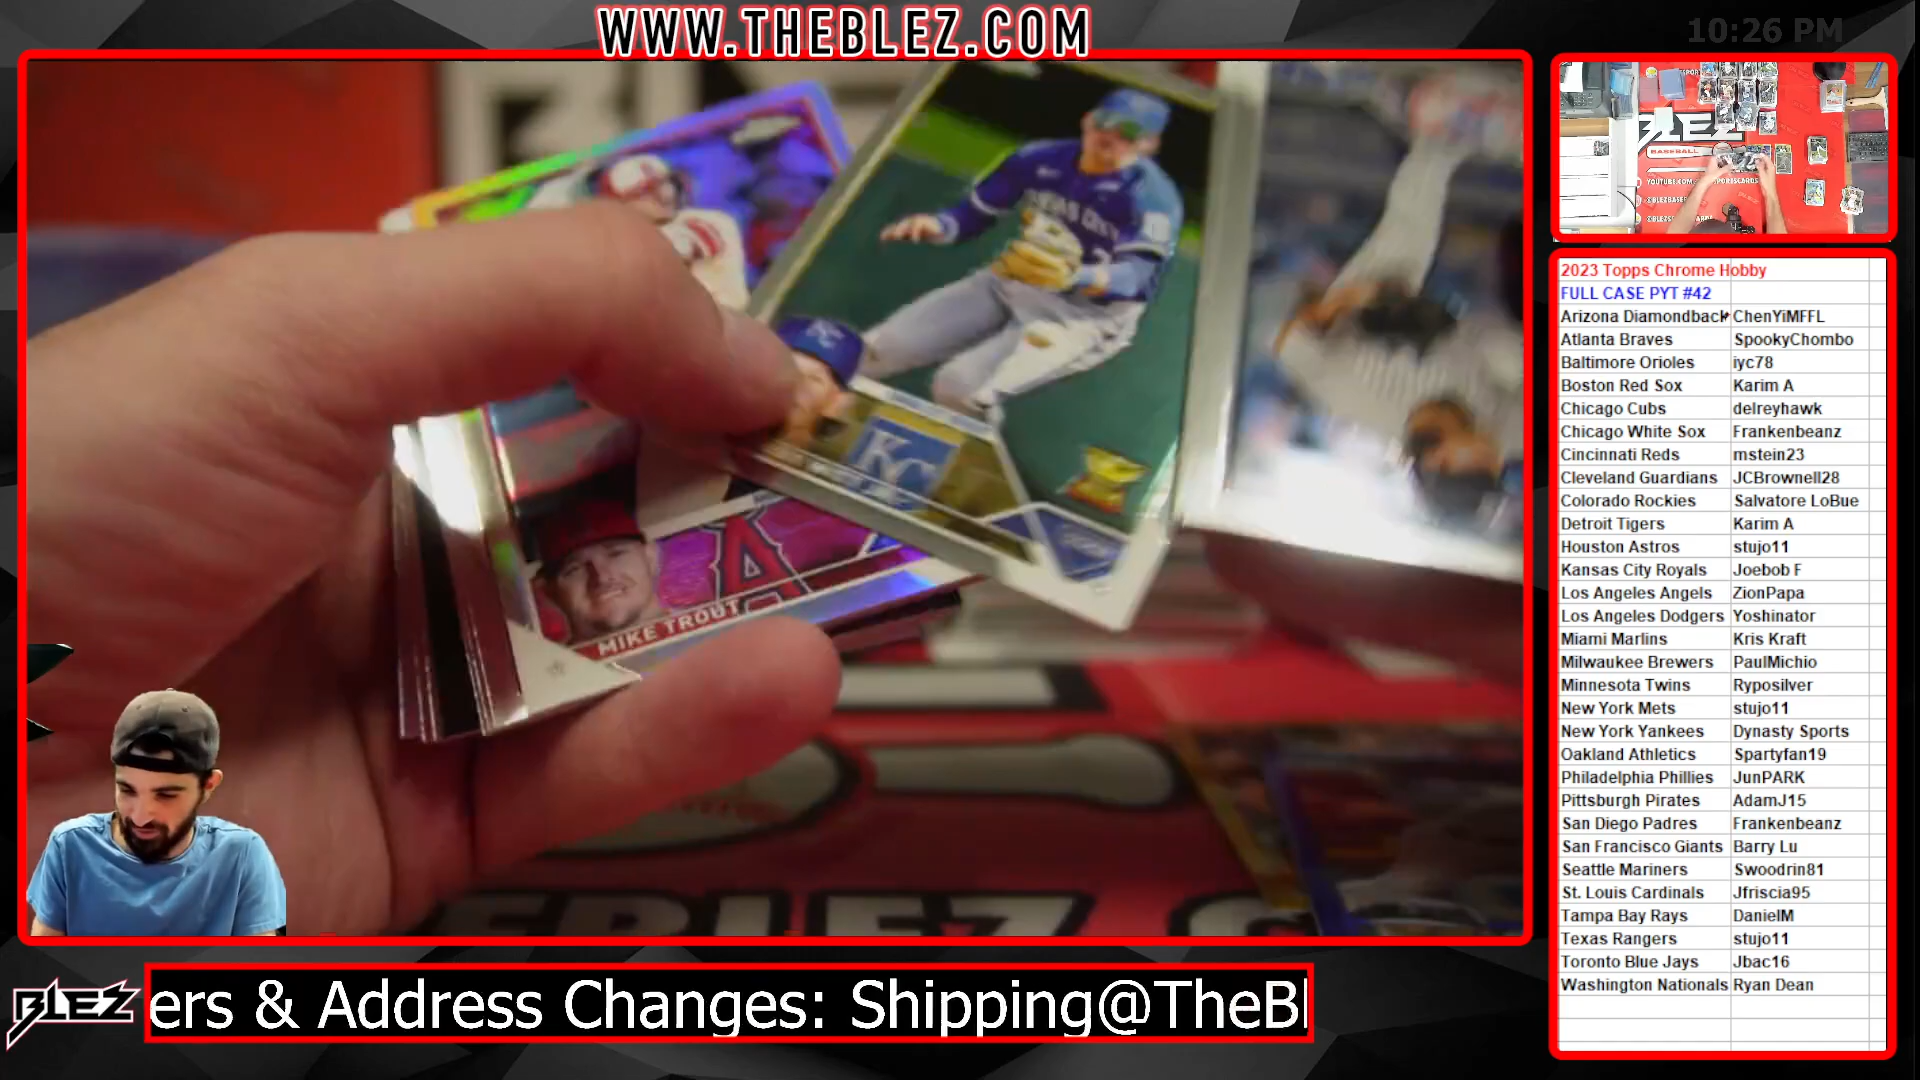 WWW.THEBLEZ.COM
10:26 PM
MIKE TROUT
KC
A
BLEZ
BASEBALL
2023 Topps Chrome Hobby
FULL CASE PYT #42
Arizona Diamondback ChenYiMFFL
Atlanta Braves SpookyChombo
Baltimore Orioles iyc78
Boston Red Sox Karim A
Chicago Cubs delreyhawk
Chicago White Sox Frankenbeanz
Cincinnati Reds mstein23
Cleveland Guardians JCBrownell28
Colorado Rockies Salvatore LoBue
Detroit Tigers Karim A
Houston Astros stujo11
Kansas City Royals Joebob F
Los Angeles Angels ZionPapa
Los Angeles Dodgers Yoshinator
Miami Marlins Kris Kraft
Milwaukee Brewers PaulMichio
Minnesota Twins Ryposilver
New York Mets stujo11
New York Yankees Dynasty Sports
Oakland Athletics Spartyfan19
Philadelphia Phillies JunPARK
Pittsburgh Pirates AdamJ15
San Diego Padres Frankenbeanz
San Francisco Giants Barry Lu
Seattle Mariners Swoodrin81
St. Louis Cardinals Jfriscia95
Tampa Bay Rays DanielM
Texas Rangers stujo11
Toronto Blue Jays Jbac16
Washington Nationals Ryan Dean
BLEZ
ers & Address Changes: Shipping@TheBl